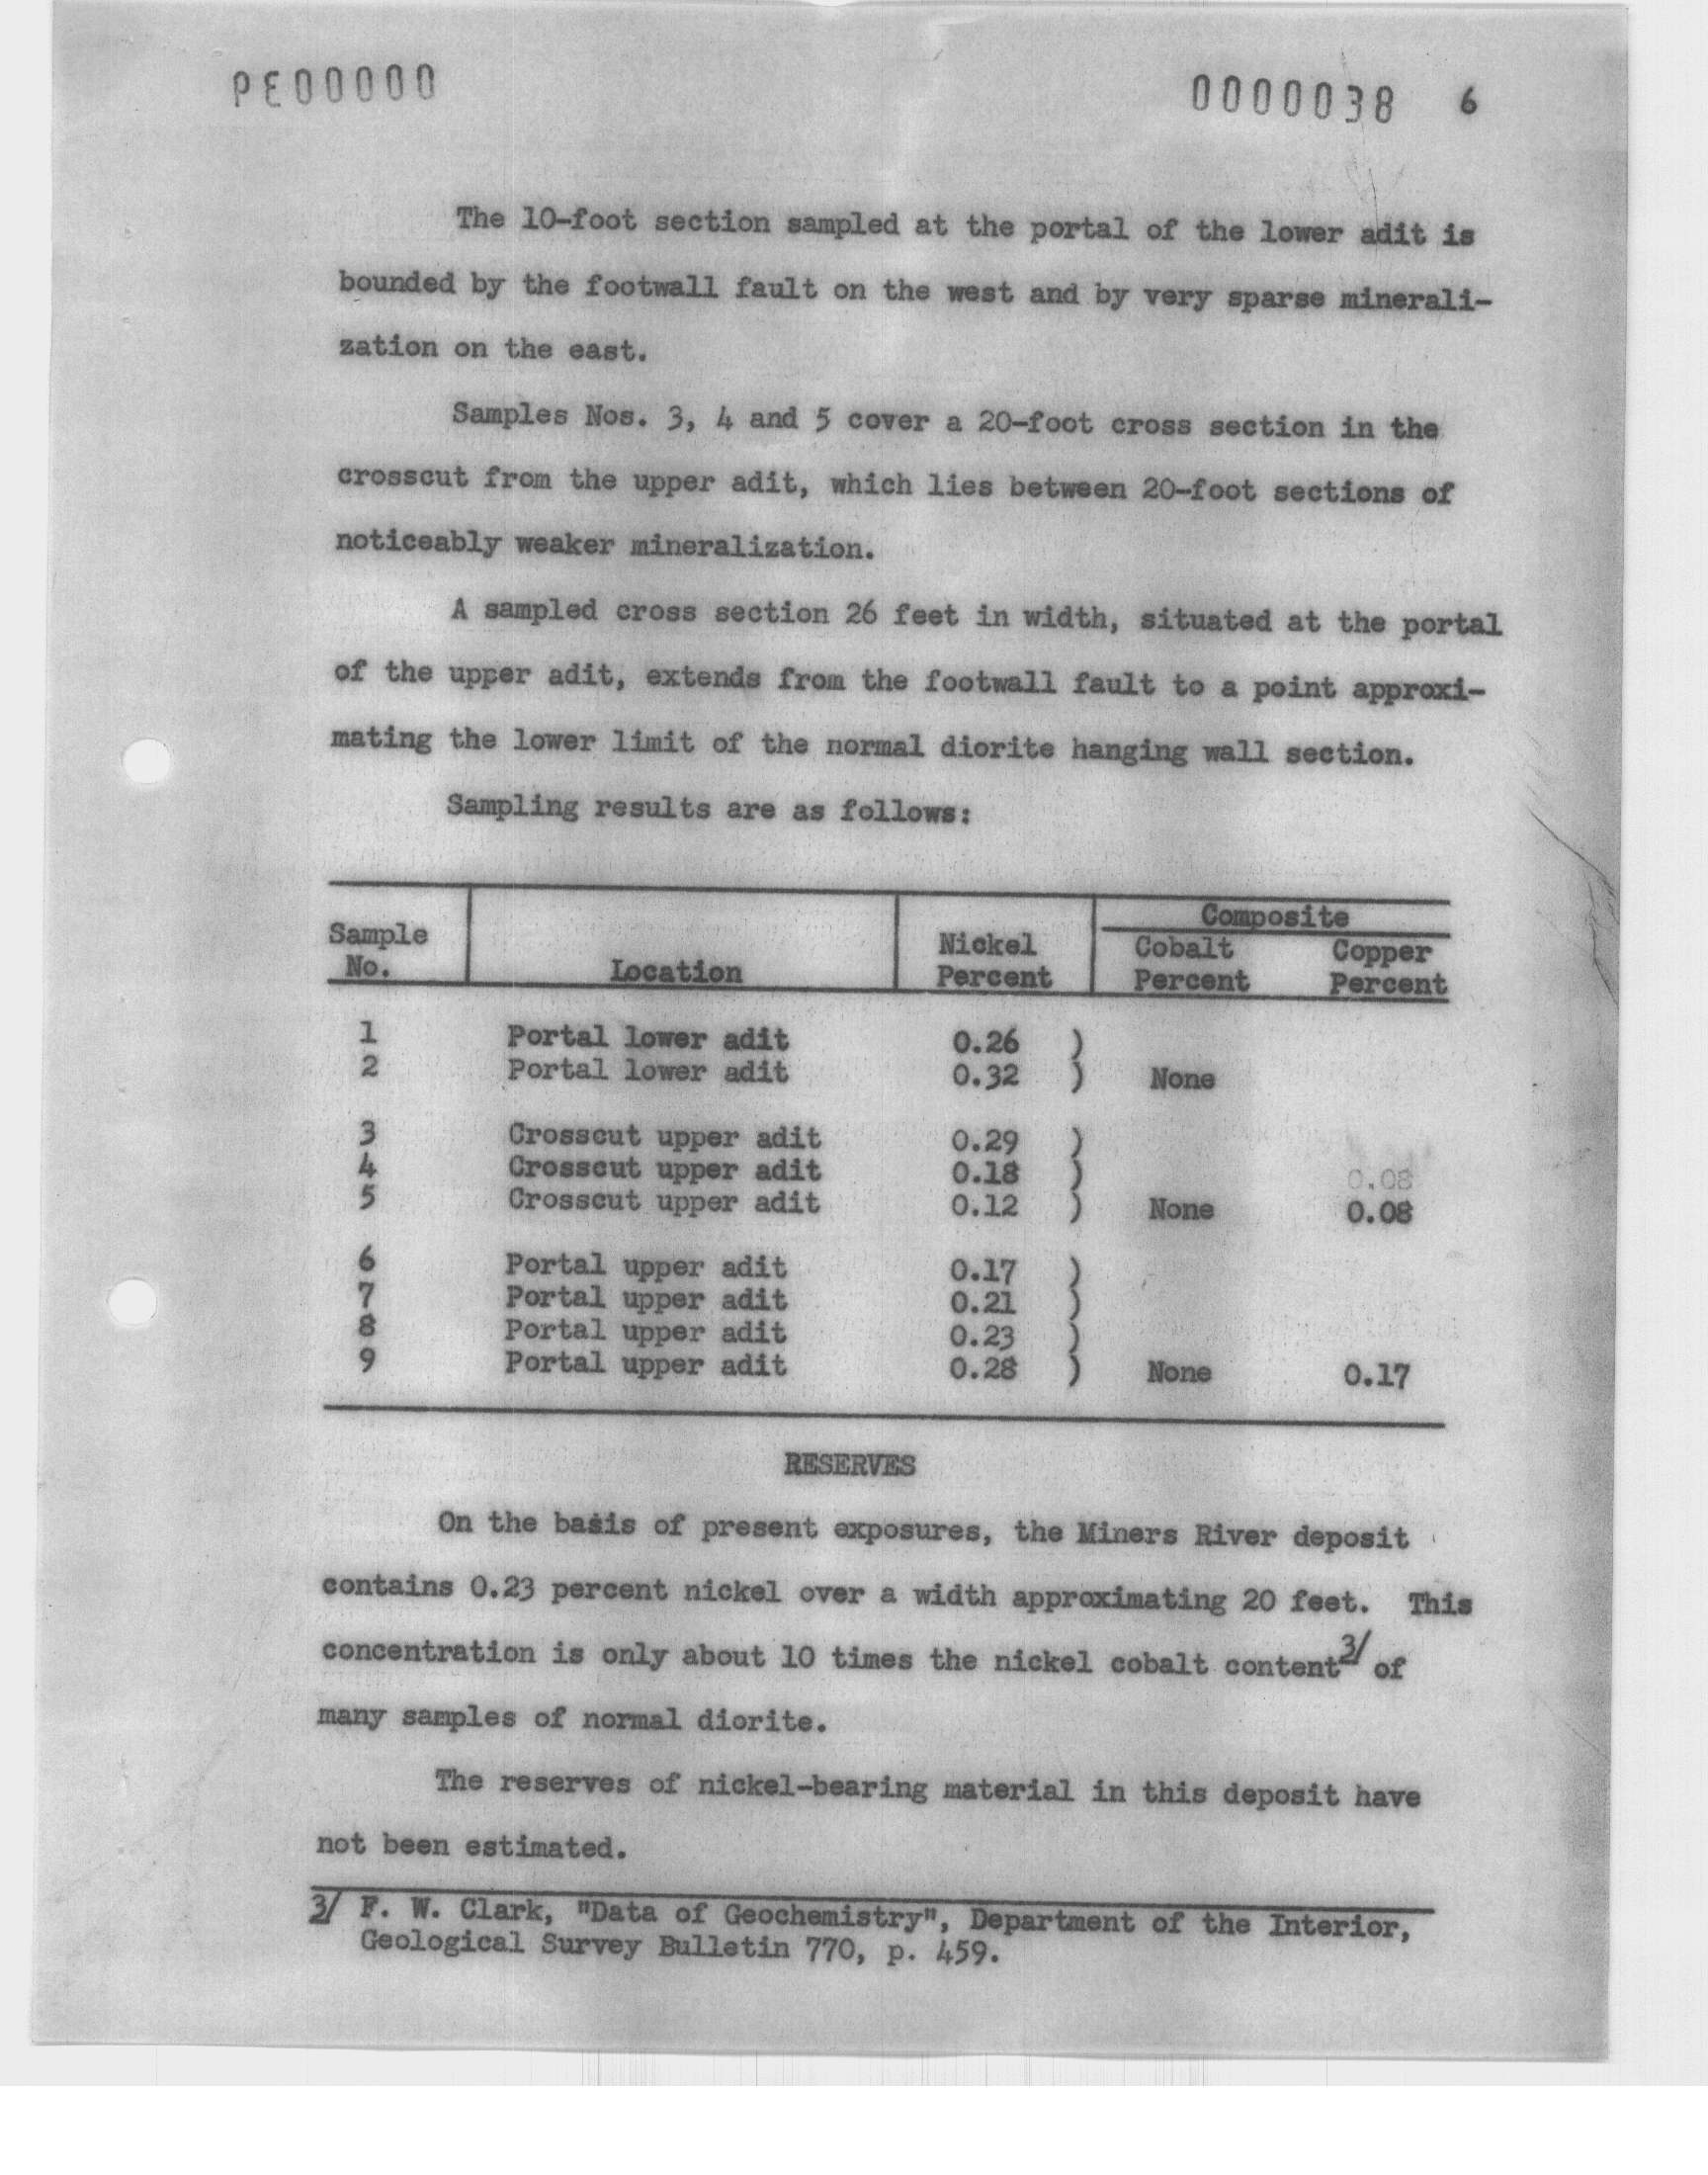 PE00000
0000038 6
The 10-foot section sampled at the portal of the lower adit is
bounded by the footwall fault on the west and by very sparse minerali-
zation on the east.
Samples Nos. 3, 4 and 5 cover a 20-foot cross section in the
crosscut from the upper adit, which lies between 20-foot sections of
noticeably weaker mineralization.
A sampled cross section 26 feet in width, situated at the portal
of the upper adit, extends from the footwall fault to a point approxi-
mating the lower limit of the normal diorite hanging wall section.
Sampling results are as follows:
Composite
Sample Nickel Cobalt Copper
No. Location Percent Percent Percent
1 Portal lower adit 0.26 )
2 Portal lower adit 0.32 ) None
3 Crosscut upper adit 0.29 )
4 Crosscut upper adit 0.18 ) 0.08
5 Crosscut upper adit 0.12 ) None 0.08
6 Portal upper adit 0.17 )
7 Portal upper adit 0.21 )
8 Portal upper adit 0.23 )
9 Portal upper adit 0.28 ) None 0.17
RESERVES
On the basis of present exposures, the Miners River deposit
contains 0.23 percent nickel over a width approximating 20 feet. This
concentration is only about 10 times the nickel cobalt content 3/ of
many samples of normal diorite.
The reserves of nickel-bearing material in this deposit have
not been estimated.
3/ F. W. Clark, "Data of Geochemistry", Department of the Interior,
Geological Survey Bulletin 770, p. 459.